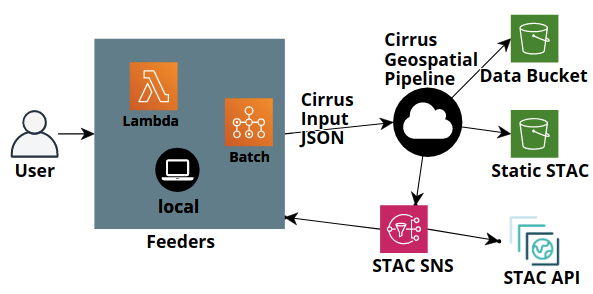 Cirrus
Geospatial
Pipeline
Data Bucket
Lambda
Cirrus
Input
JSON
Batch
User
Static STAC
local
Feeders
STAC SNS
STAC API